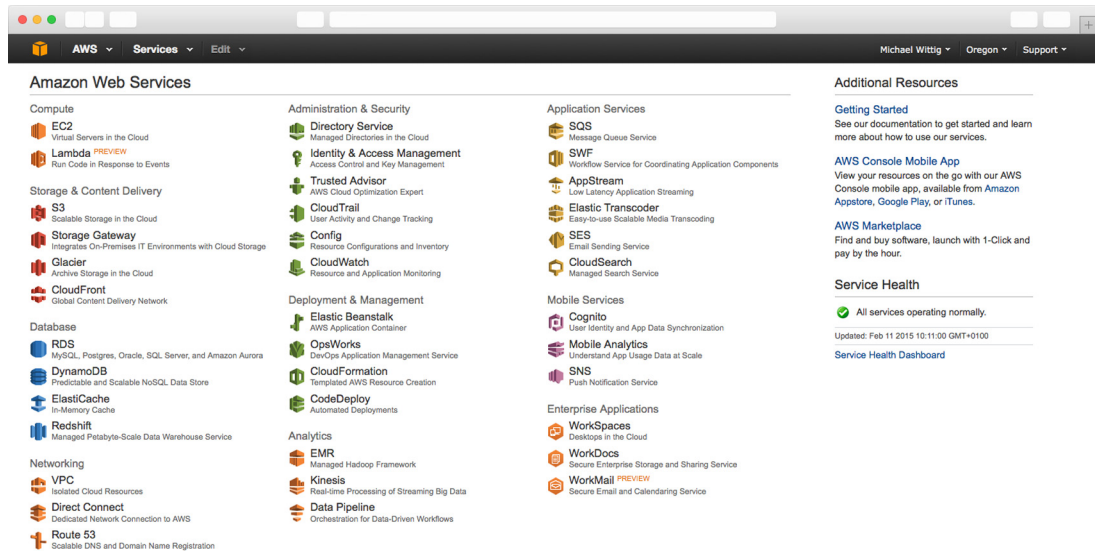 AWS Services Edit Michael Wittig Oregon Support
Amazon Web Services
Compute
EC2
Virtual Servers in the Cloud
Lambda PREVIEW
Run Code in Response to Events
Storage & Content Delivery
S3
Scalable Storage in the Cloud
Storage Gateway
Integrates On-Premises IT Environments with Cloud Storage
Glacier
Archive Storage in the Cloud
CloudFront
Global Content Delivery Network
Database
RDS
MySQL, Postgres, Oracle, SQL Server, and Amazon Aurora
DynamoDB
Predictable and Scalable NoSQL Data Store
ElastiCache
In-Memory Cache
Redshift
Managed Petabyte-Scale Data Warehouse Service
Networking
VPC
Isolated Cloud Resources
Direct Connect
Dedicated Network Connection to AWS
Route 53
Scalable DNS and Domain Name Registration
Administration & Security
Directory Service
Managed Directories in the Cloud
Identity & Access Management
Access Control and Key Management
Trusted Advisor
AWS Cloud Optimization Expert
CloudTrail
User Activity and Change Tracking
Config
Resource Configurations and Inventory
CloudWatch
Resource and Application Monitoring
Deployment & Management
Elastic Beanstalk
AWS Application Container
OpsWorks
DevOps Application Management Service
CloudFormation
Templated AWS Resource Creation
CodeDeploy
Automated Deployments
Analytics
EMR
Managed Hadoop Framework
Kinesis
Real-time Processing of Streaming Big Data
Data Pipeline
Orchestration for Data-Driven Workflows
Application Services
SQS
Message Queue Service
SWF
Workflow Service for Coordinating Application Components
AppStream
Low Latency Application Streaming
Elastic Transcoder
Easy-to-use Scalable Media Transcoding
SES
Email Sending Service
CloudSearch
Managed Search Service
Mobile Services
Cognito
User Identity and App Data Synchronization
Mobile Analytics
Understand App Usage Data at Scale
SNS
Push Notification Service
Enterprise Applications
WorkSpaces
Desktops in the Cloud
WorkDocs
Secure Enterprise Storage and Sharing Service
WorkMail PREVIEW
Secure Email and Calendaring Service
Additional Resources
Getting Started
See our documentation to get started and learn
more about how to use our services.
AWS Console Mobile App
View your resources on the go with our AWS
Console mobile app, available from Amazon
Appstore, Google Play, or iTunes.
AWS Marketplace
Find and buy software, launch with 1-Click and
pay by the hour.
Service Health
All services operating normally.
Updated: Feb 11 2015 10:11:00 GMT+0100
Service Health Dashboard